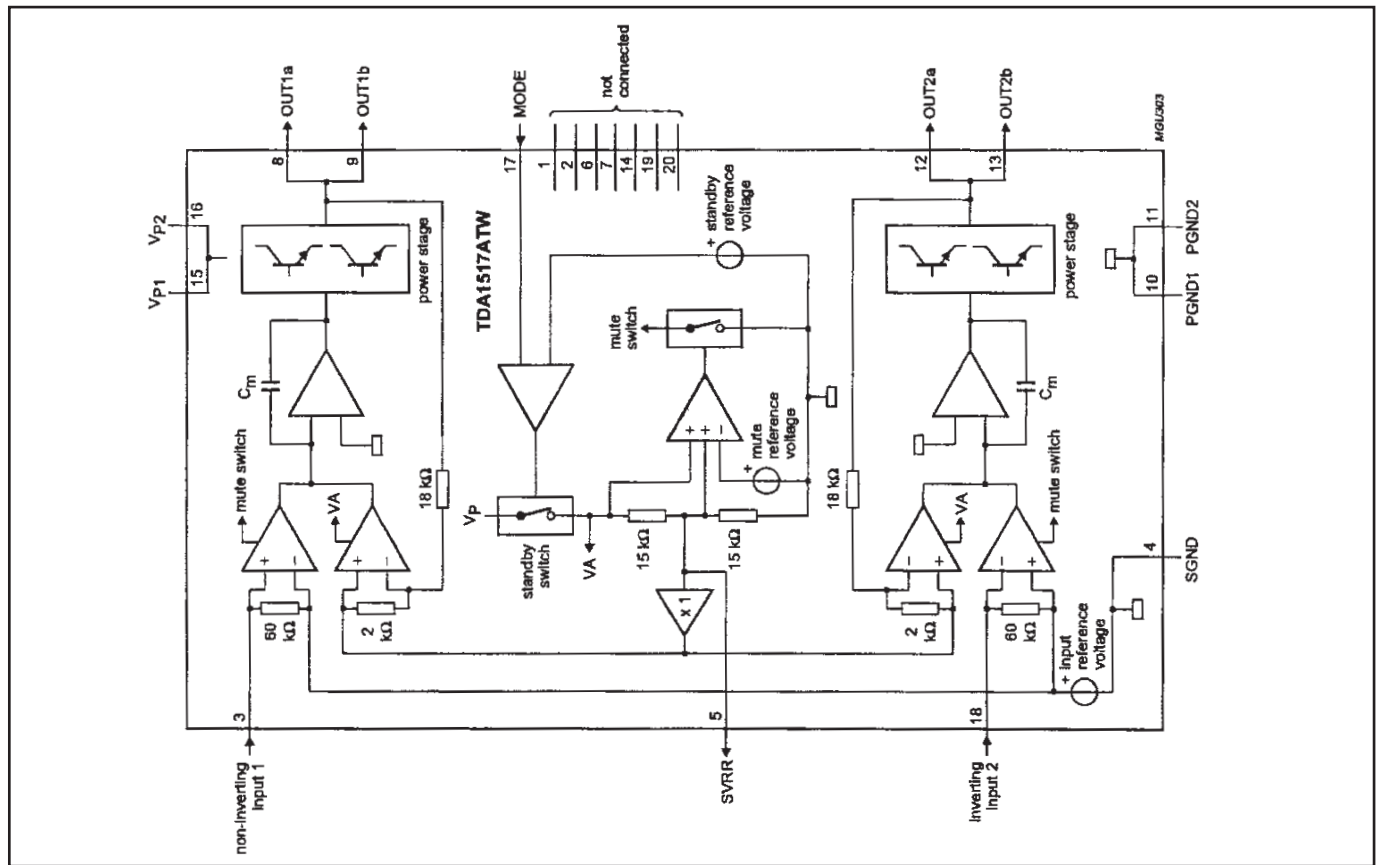 VP1
VP2
15
16
non-inverting
input 1
3
60
kΩ
+
-
mute switch
Cm
power stage
8
OUT1a
9
OUT1b
2
kΩ
+
-
VA
18 kΩ
VP
standby
switch
TDA1517ATW
17
MODE
VA
15 kΩ
15 kΩ
x 1
+
+
-
mute
switch
+ mute
reference
voltage
+ standby
reference
voltage
1
2
6
7
14
19
20
not
connected
5
SVRR
18 kΩ
2
kΩ
-
+
VA
inverting
input 2
18
60
kΩ
-
+
mute switch
Cm
power stage
12
OUT2a
13
OUT2b
+ input
reference
voltage
4
SGND
10
PGND1
11
PGND2
MGU303